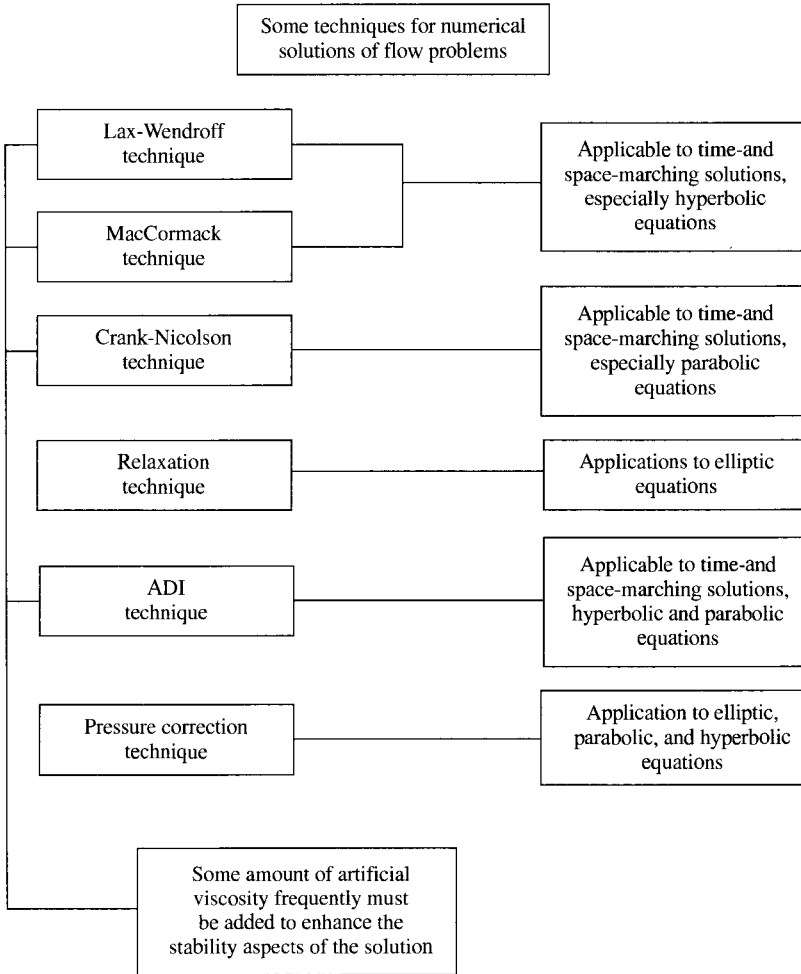 Some techniques for numerical
solutions of flow problems
Lax-Wendroff
technique
Applicable to time-and
space-marching solutions,
especially hyperbolic
equations
MacCormack
technique
Crank-Nicolson
technique
Applicable to time-and
space-marching solutions,
especially parabolic
equations
Relaxation
technique
Applications to elliptic
equations
ADI
technique
Applicable to time-and
space-marching solutions,
hyperbolic and parabolic
equations
Pressure correction
technique
Application to elliptic,
parabolic, and hyperbolic
equations
Some amount of artificial
viscosity frequently must
be added to enhance the
stability aspects of the solution